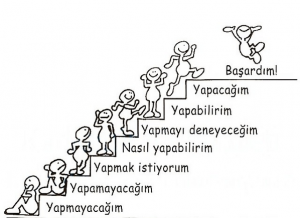 Başardım!
Yapacağım
Yapabilirim
Yapmayı deneyeceğim
Nasıl yapabilirim
Yapmak istiyorum
Yapamayacağım
Yapmayacağım